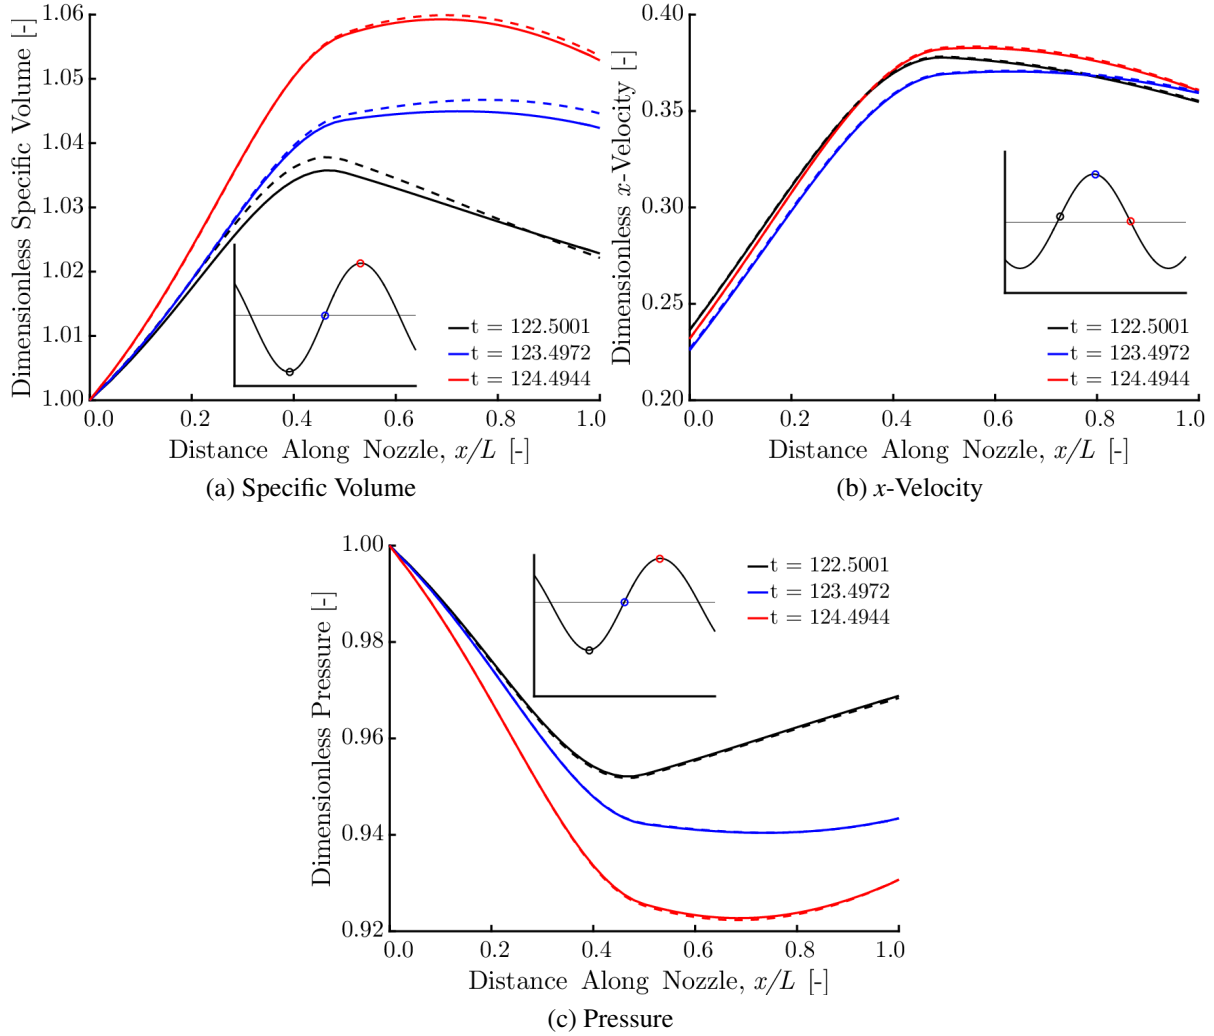 Dimensionless Specific Volume [-]
1.06
1.05
1.04
1.03
1.02
1.01
1.00
0.0
0.2
0.4
0.6
0.8
1.0
t = 122.5001
t = 123.4972
t = 124.4944
Distance Along Nozzle, x/L [-]
(a) Specific Volume
Dimensionless x-Velocity [-]
0.40
0.35
0.30
0.25
0.20
0.0
0.2
0.4
0.6
0.8
1.0
t = 122.5001
t = 123.4972
t = 124.4944
Distance Along Nozzle, x/L [-]
(b) x-Velocity
Dimensionless Pressure [-]
1.00
0.98
0.96
0.94
0.92
0.0
0.2
0.4
0.6
0.8
1.0
t = 122.5001
t = 123.4972
t = 124.4944
Distance Along Nozzle, x/L [-]
(c) Pressure